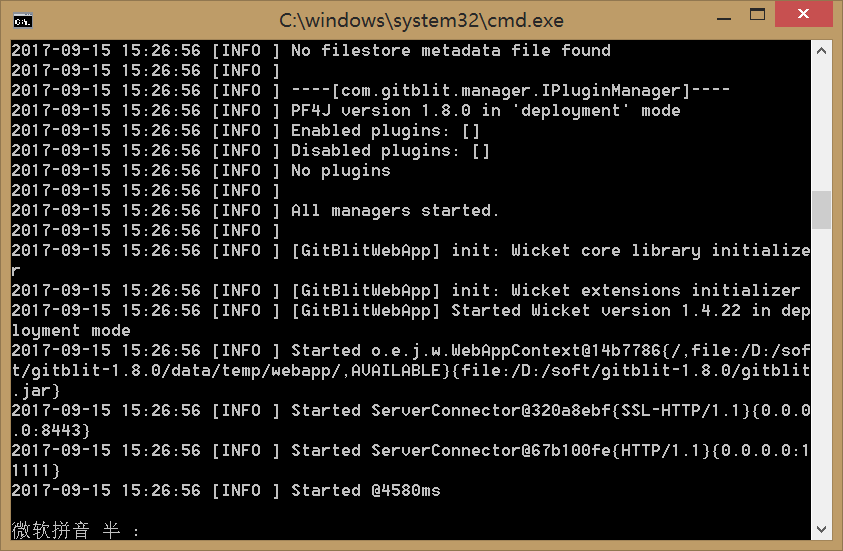 C:\windows\system32\cmd.exe
2017-09-15 15:26:56 [INFO ] No filestore metadata file found
2017-09-15 15:26:56 [INFO ]
2017-09-15 15:26:56 [INFO ] ----[com.gitblit.manager.IPluginManager]----
2017-09-15 15:26:56 [INFO ] PF4J version 1.8.0 in 'deployment' mode
2017-09-15 15:26:56 [INFO ] Enabled plugins: []
2017-09-15 15:26:56 [INFO ] Disabled plugins: []
2017-09-15 15:26:56 [INFO ] No plugins
2017-09-15 15:26:56 [INFO ]
2017-09-15 15:26:56 [INFO ] All managers started.
2017-09-15 15:26:56 [INFO ]
2017-09-15 15:26:56 [INFO ] [GitBlitWebApp] init: Wicket core library initialize
r
2017-09-15 15:26:56 [INFO ] [GitBlitWebApp] init: Wicket extensions initializer
2017-09-15 15:26:56 [INFO ] [GitBlitWebApp] Started Wicket version 1.4.22 in dep
loyment mode
2017-09-15 15:26:56 [INFO ] Started o.e.j.w.WebAppContext@14b7786{/,file:/D:/sof
t/gitblit-1.8.0/data/temp/webapp/,AVAILABLE}{file:/D:/soft/gitblit-1.8.0/gitblit
.jar}
2017-09-15 15:26:56 [INFO ] Started ServerConnector@320a8ebf{SSL-HTTP/1.1}{0.0.0
.0:8443}
2017-09-15 15:26:56 [INFO ] Started ServerConnector@67b100fe{HTTP/1.1}{0.0.0.0:1
1111}
2017-09-15 15:26:56 [INFO ] Started @4580ms
微软拼音 半 :